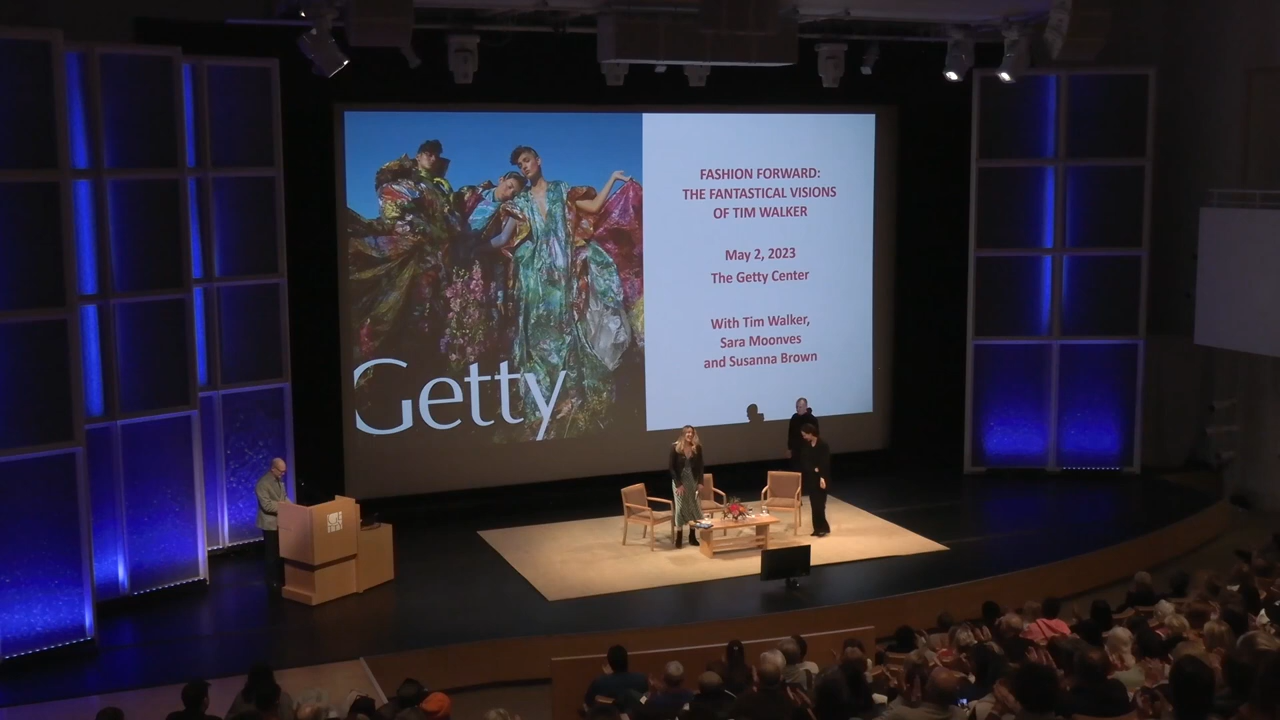 FASHION FORWARD:
THE FANTASTICAL VISIONS
OF TIM WALKER
May 2, 2023
The Getty Center
With Tim Walker,
Sara Moonves
and Susanna Brown
Getty